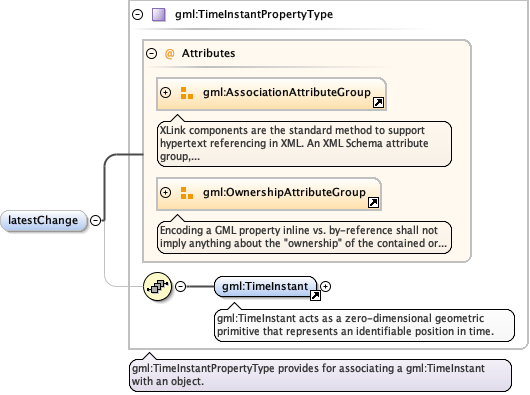 gml:TimeInstantPropertyType
@ Attributes
gml:AssociationAttributeGroup
XLink components are the standard method to support
hypertext referencing in XML. An XML Schema attribute
group,...
gml:OwnershipAttributeGroup
Encoding a GML property inline vs. by-reference shall not
imply anything about the "ownership" of the contained or...
latestChange
gml:TimeInstant
gml:TimeInstant acts as a zero-dimensional geometric
primitive that represents an identifiable position in time.
gml:TimeInstantPropertyType provides for associating a gml:TimeInstant
with an object.